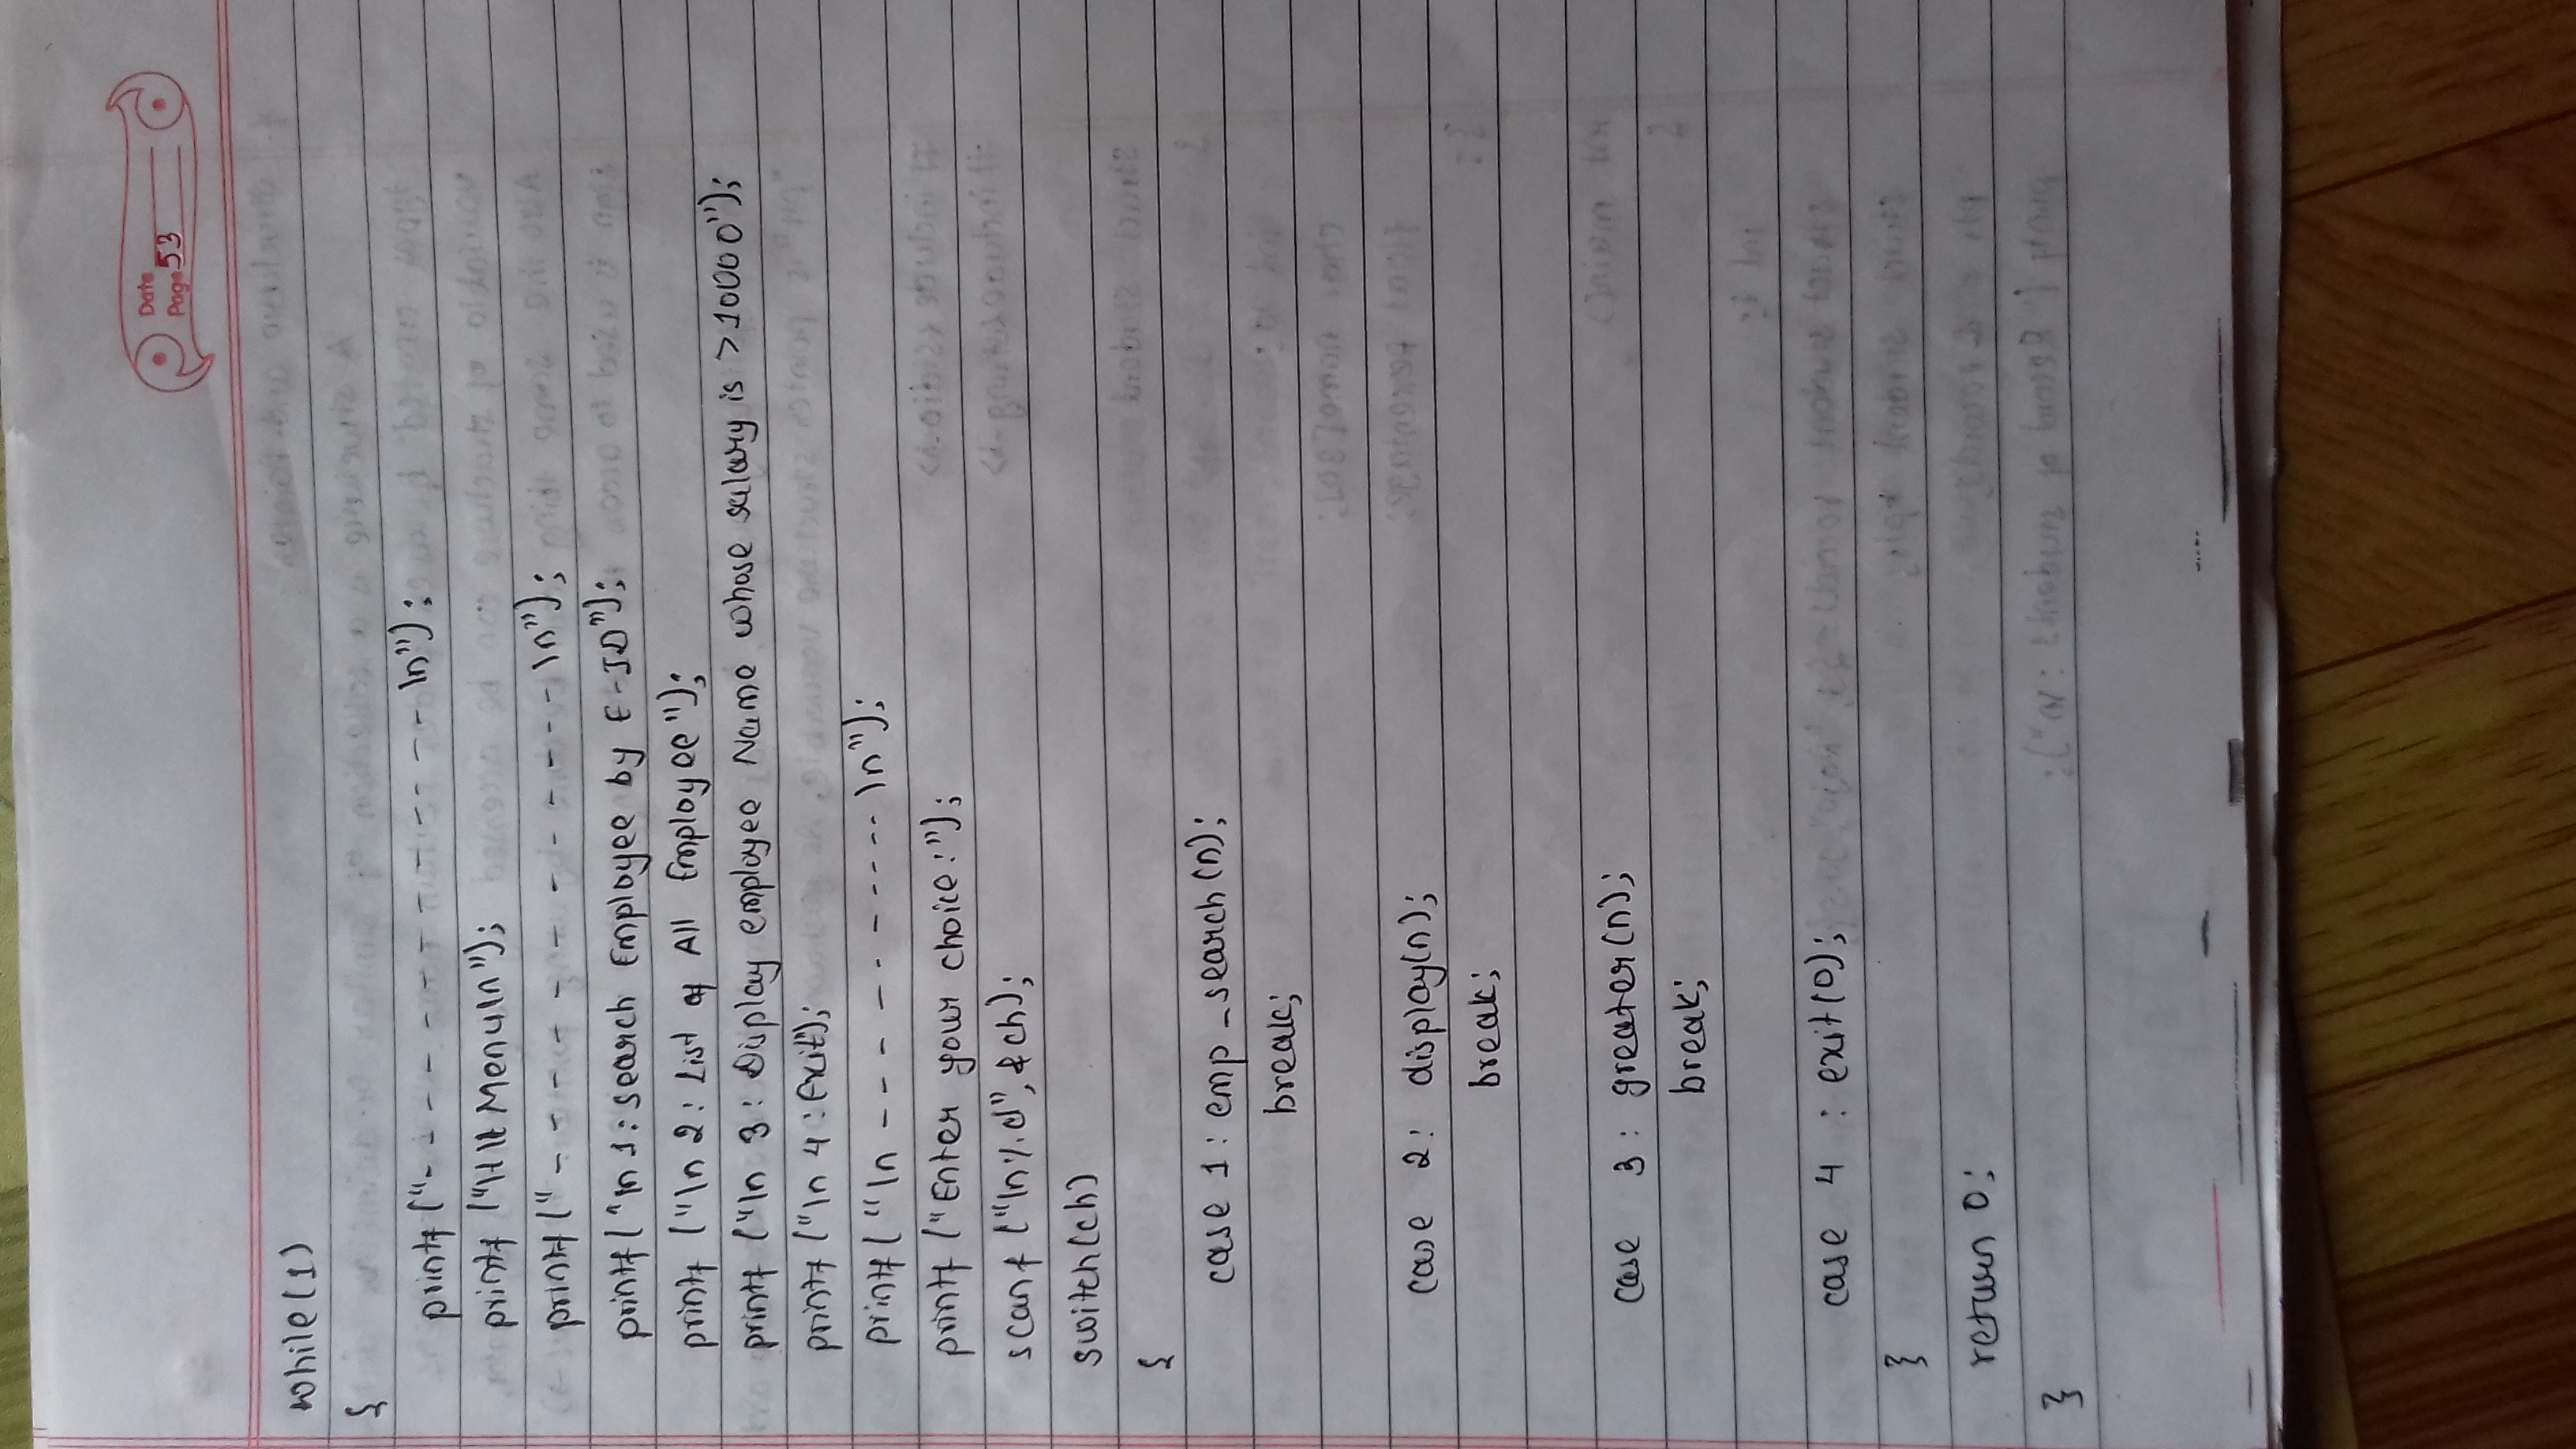 Date
Page 53
while(1)
{
printf ("- - - - - - - - - - - - \n");
printf ("\t\t Menu\n");
printf (" - - - - - - - - - - - - \n");
printf ("\n 1: search Employee by E-ID");
printf ("\n 2: List of All Employee");
printf ("\n 3: Display employee Name whose salary is >10000");
printf ("\n 4: Exit");
printf ("\n - - - - - - - - - - - \n");
printf ("Enter your choice:");
scanf ("\n%d", &ch);
switch(ch)
{
case 1: emp_search(n);
break;
case 2: display(n);
break;
case 3: greater(n);
break;
case 4 : exit(0);
}
return 0;
}